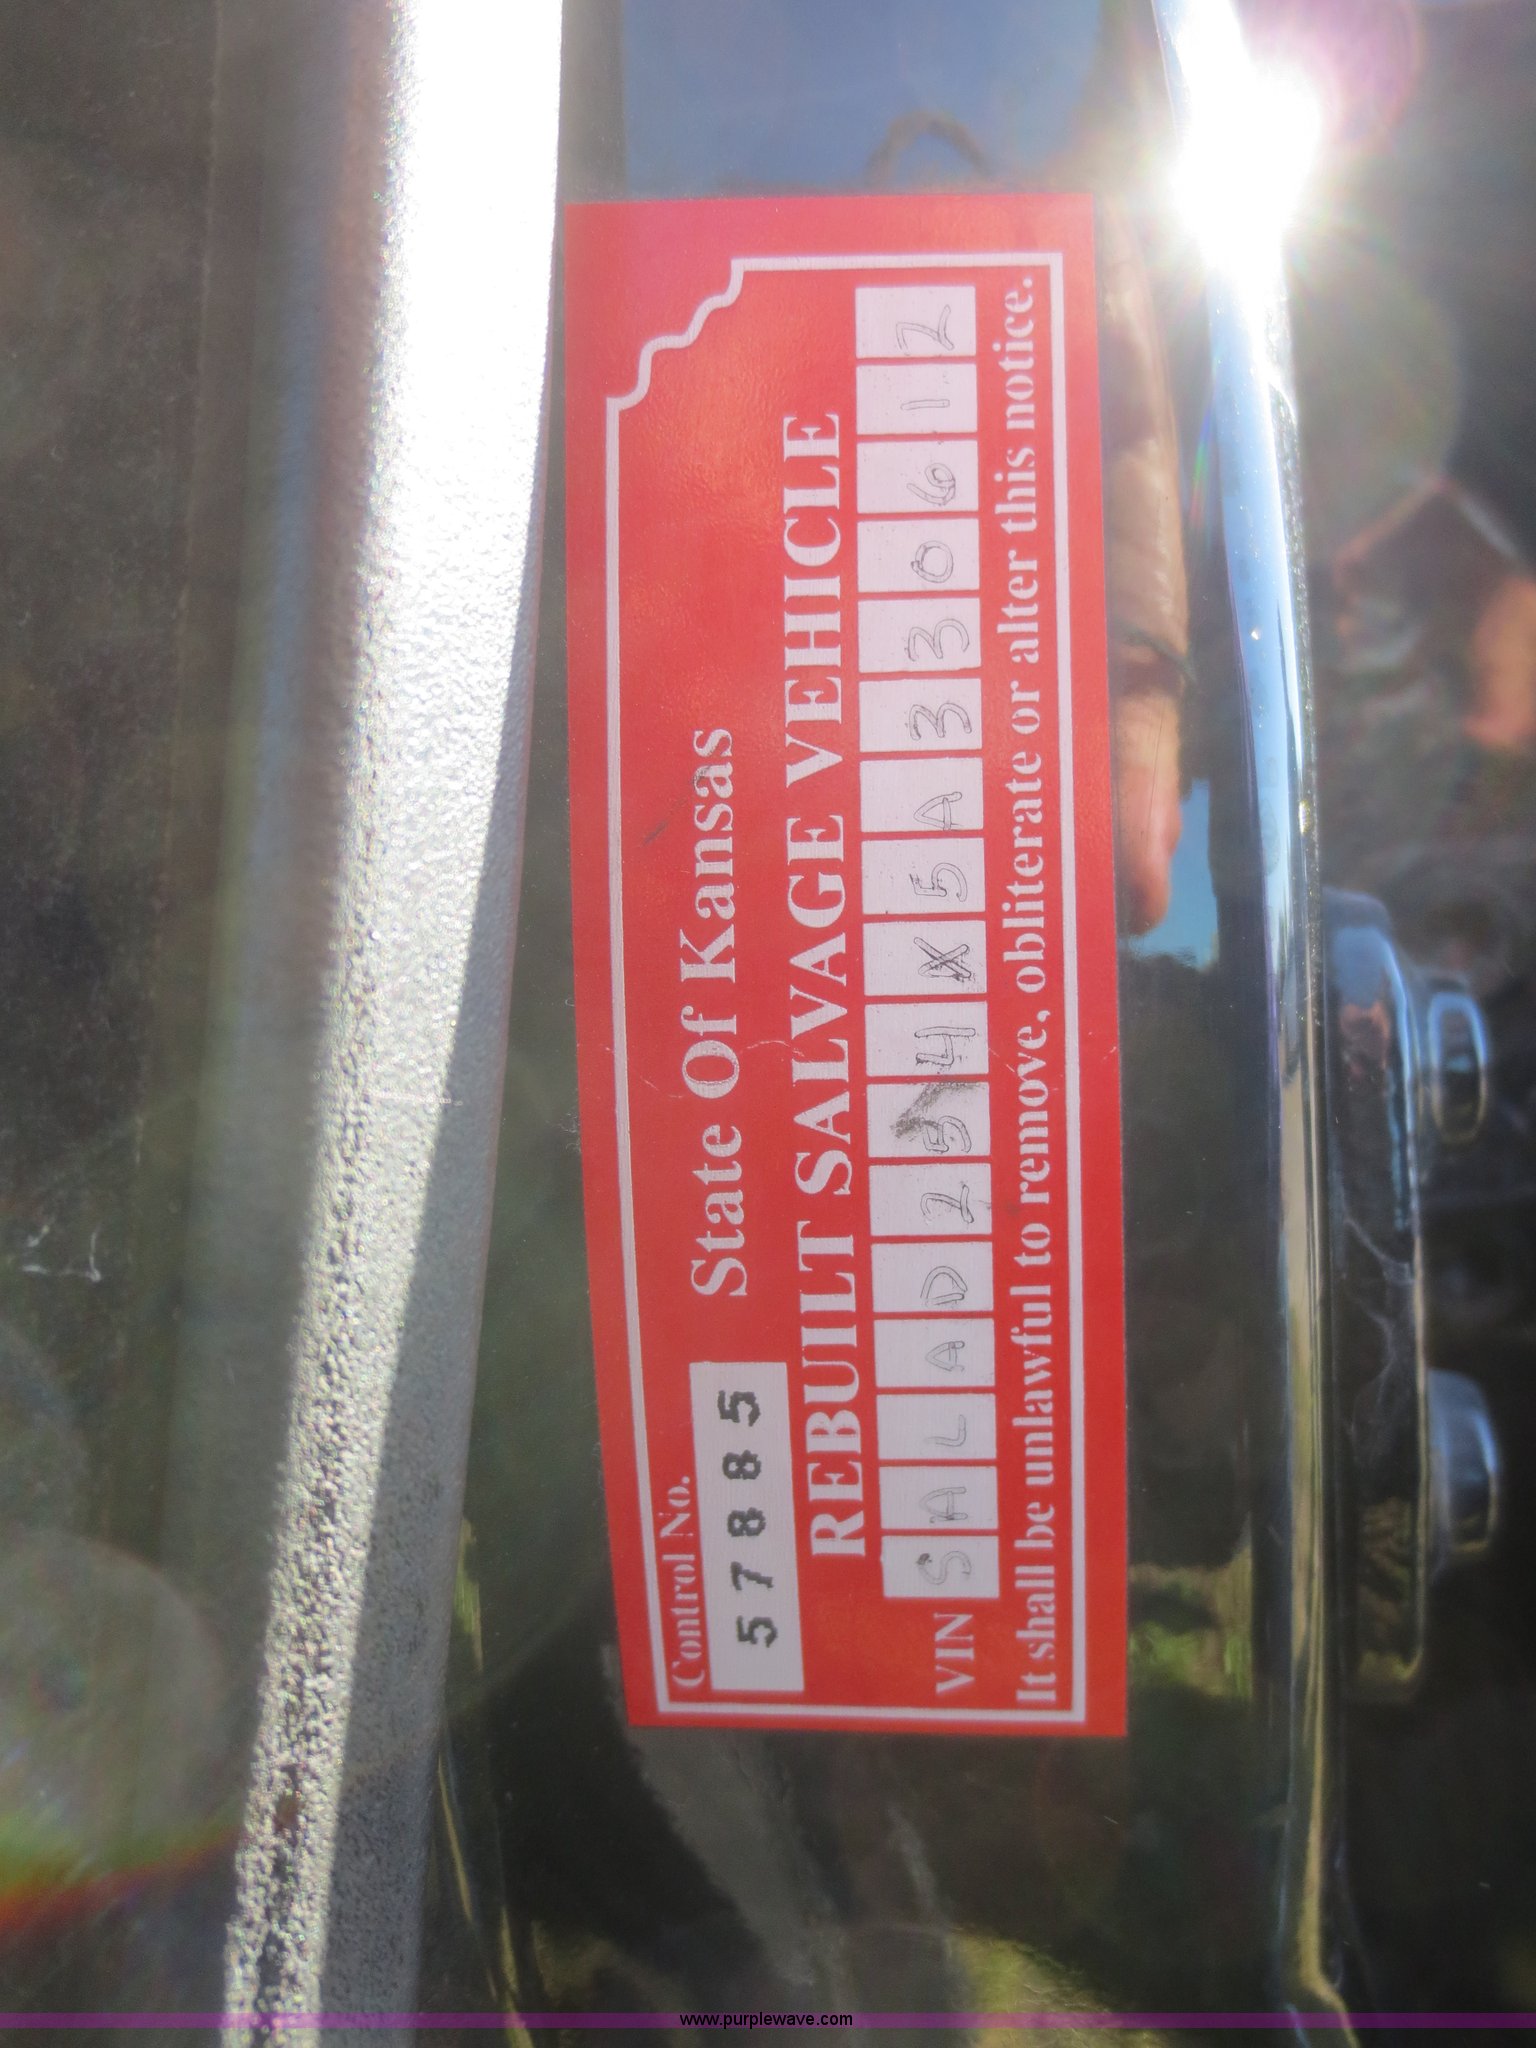 Control No.
57885
State Of Kansas
REBUILT SALVAGE VEHICLE
VIN SALAD254X5A330612
It shall be unlawful to remove, obliterate or alter this notice.
www.purplewave.com